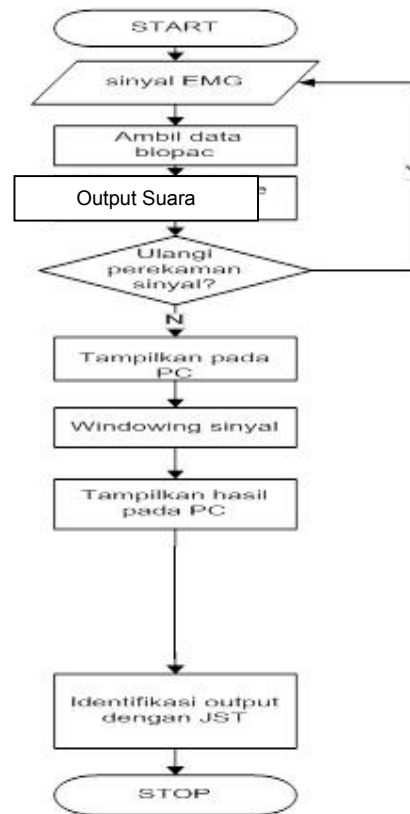 START
sinyal EMG
Ambil data
biopac
Output Suara
Ulangi
perekaman
sinyal?
N
Tampilkan pada
PC
Windowing sinyal
Tampilkan hasil
pada PC
Identifikasi output
dengan JST
STOP